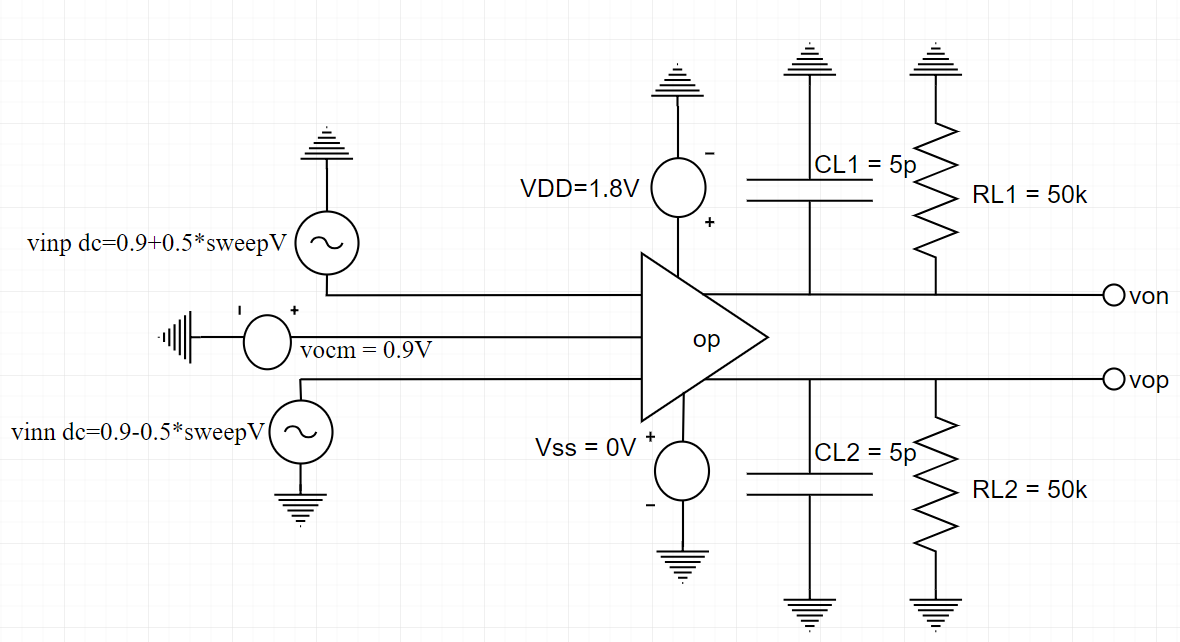 CL1 = 5p
VDD=1.8V
-
+
RL1 = 50k
vinp dc=0.9+0.5*sweepV
von
- +
vocm = 0.9V
op
vop
vinn dc=0.9-0.5*sweepV
Vss = 0V
+
-
CL2 = 5p
RL2 = 50k